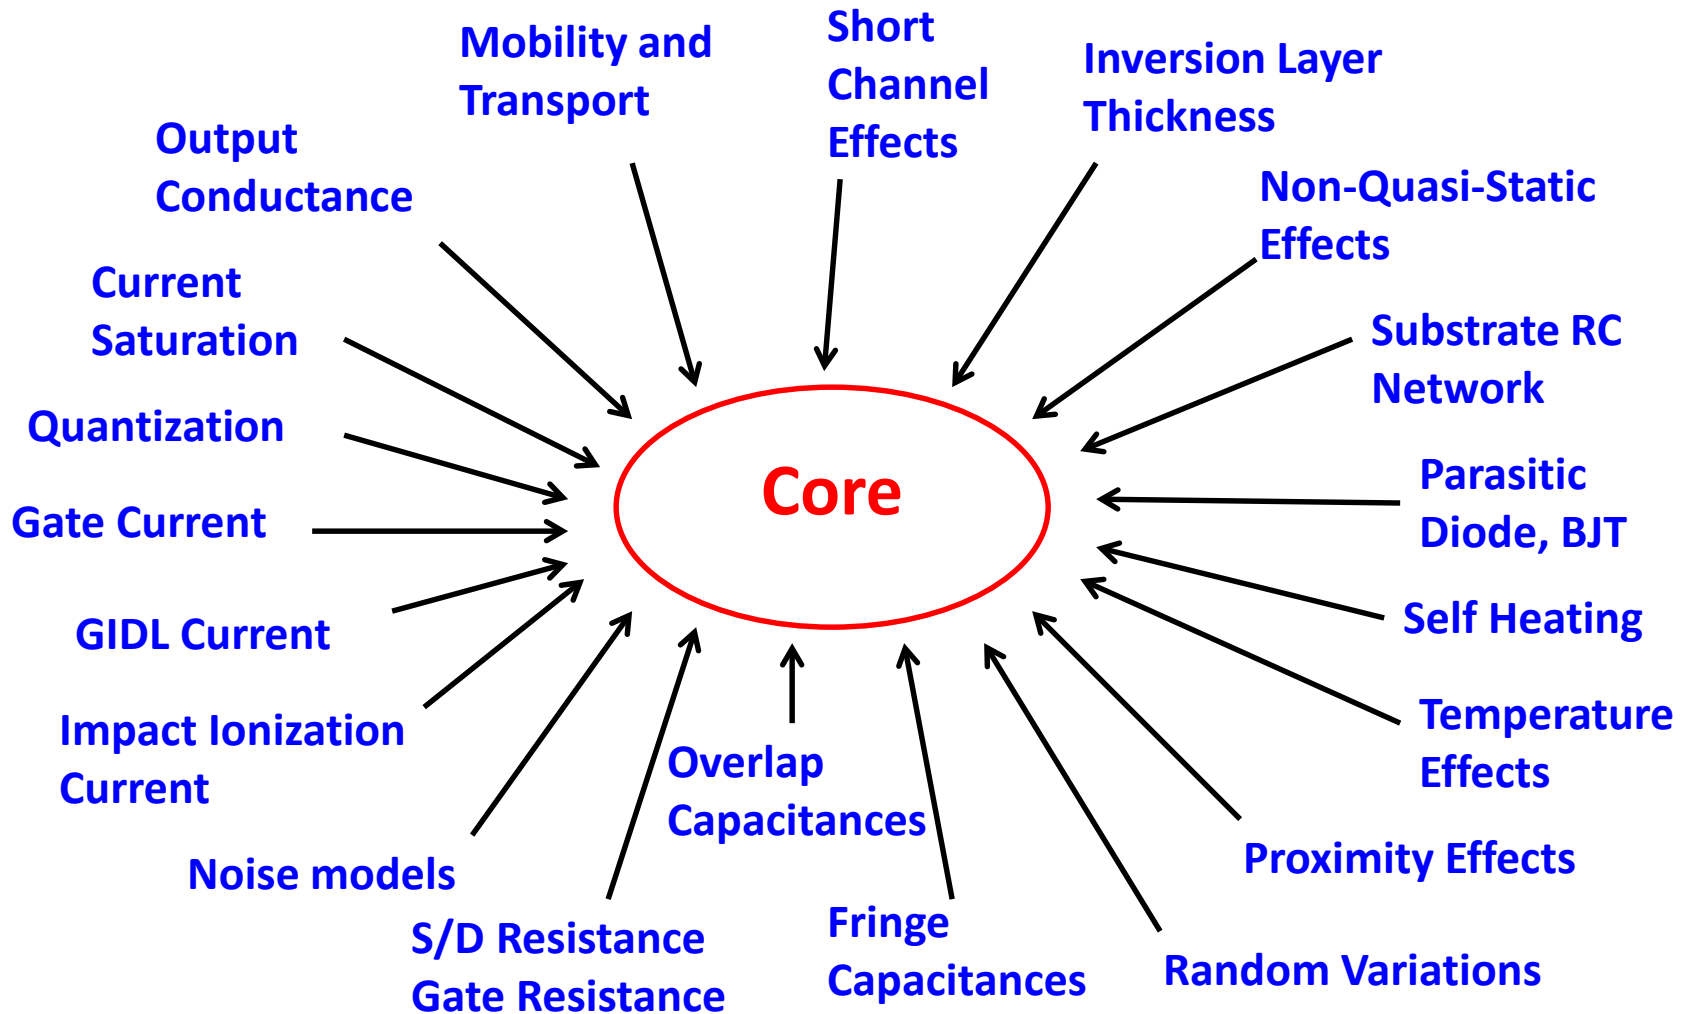 Mobility and
Transport
Short
Channel
Effects
Inversion Layer
Thickness
Output
Conductance
Non-Quasi-Static
Effects
Current
Saturation
Substrate RC
Network
Quantization
Core
Parasitic
Diode, BJT
Gate Current
GIDL Current
Self Heating
Impact Ionization
Current
Overlap
Capacitances
Temperature
Effects
Noise models
Proximity Effects
S/D Resistance
Gate Resistance
Fringe
Capacitances
Random Variations